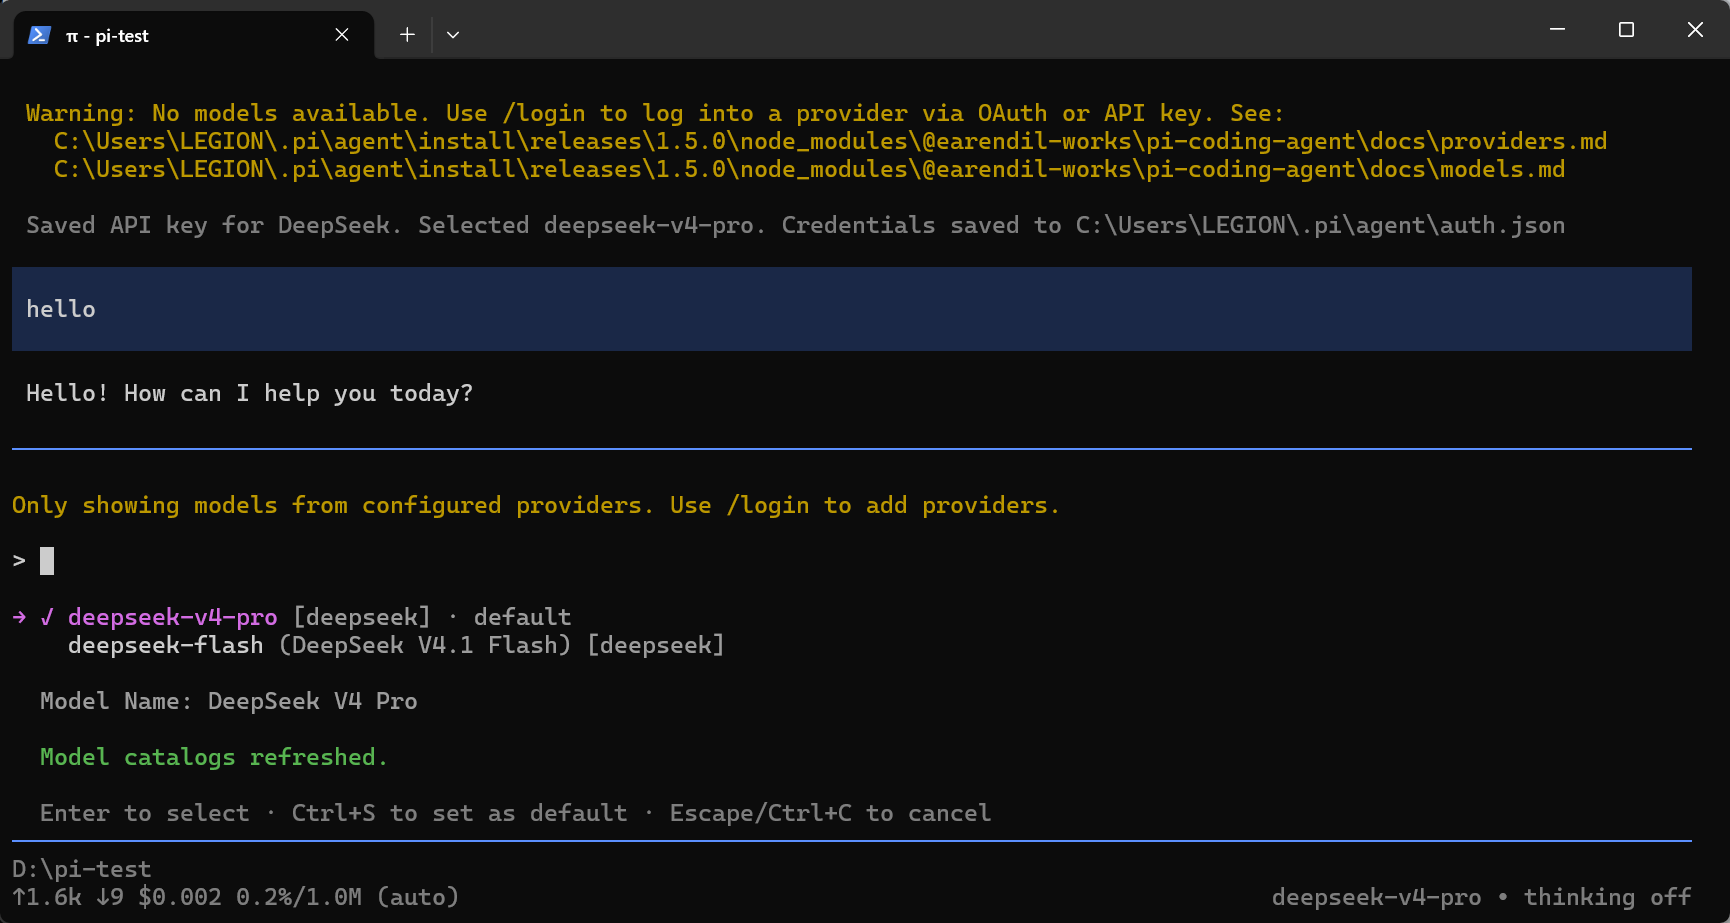 π - pi-test
Warning: No models available. Use /login to log into a provider via OAuth or API key. See:
C:\Users\LEGION\.pi\agent\install\releases\1.5.0\node_modules\@earendil-works\pi-coding-agent\docs\providers.md
C:\Users\LEGION\.pi\agent\install\releases\1.5.0\node_modules\@earendil-works\pi-coding-agent\docs\models.md
Saved API key for DeepSeek. Selected deepseek-v4-pro. Credentials saved to C:\Users\LEGION\.pi\agent\auth.json
hello
Hello! How can I help you today?
Only showing models from configured providers. Use /login to add providers.
>
→ ✓ deepseek-v4-pro [deepseek] · default
deepseek-flash (DeepSeek V4.1 Flash) [deepseek]
Model Name: DeepSeek V4 Pro
Model catalogs refreshed.
Enter to select · Ctrl+S to set as default · Escape/Ctrl+C to cancel
D:\pi-test
↑1.6k ↓9 $0.002 0.2%/1.0M (auto) deepseek-v4-pro • thinking off